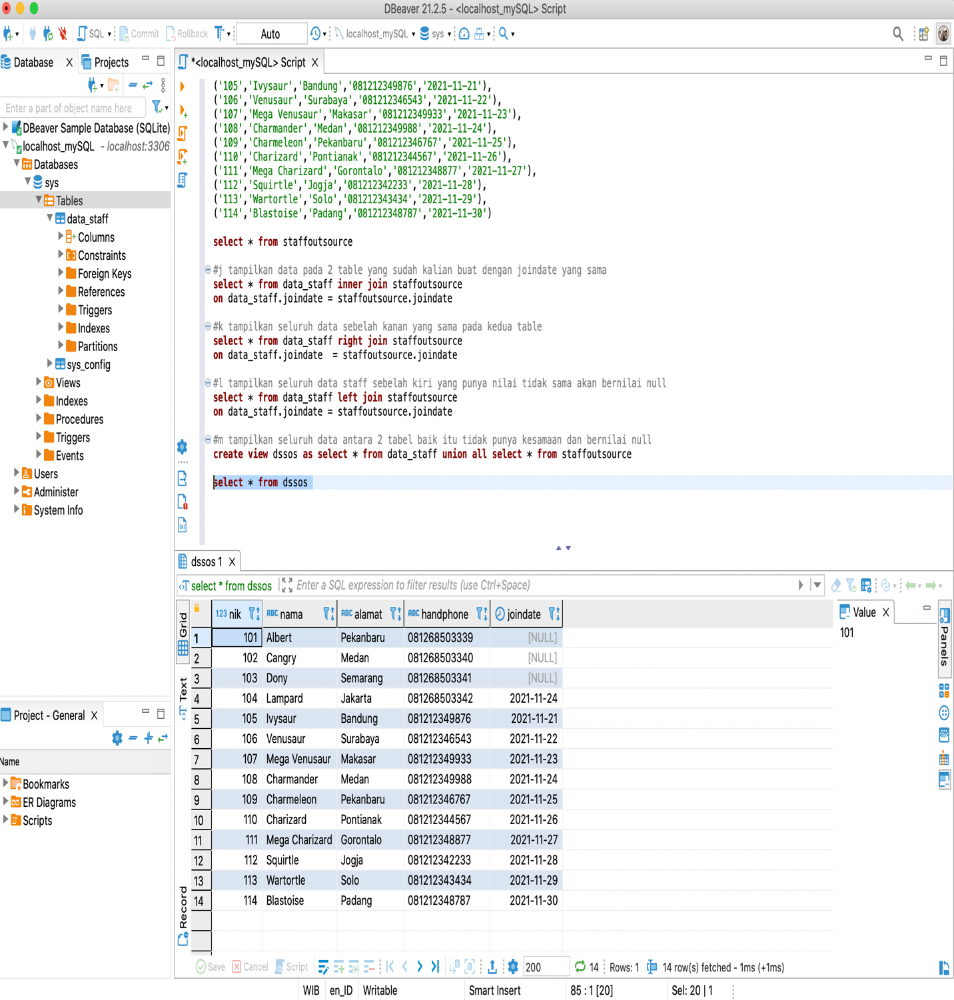 DBeaver 21.2.5 - <localhost_mySQL> Script
SQL Commit Rollback Auto localhost_mySQL sys
Database Projects
Enter a part of object name here
DBeaver Sample Database (SQLite)
localhost_mySQL - localhost:3306
Databases
sys
Tables
data_staff
Columns
Constraints
Foreign Keys
References
Triggers
Indexes
Partitions
sys_config
Views
Indexes
Procedures
Triggers
Events
Users
Administer
System Info
Project - General
Name
Bookmarks
ER Diagrams
Scripts
*<localhost_mySQL> Script
('105','Ivysaur','Bandung','081212349876','2021-11-21'),
('106','Venusaur','Surabaya','081212346543','2021-11-22'),
('107','Mega Venusaur','Makasar','081212349933','2021-11-23'),
('108','Charmander','Medan','081212349988','2021-11-24'),
('109','Charmeleon','Pekanbaru','081212346767','2021-11-25'),
('110','Charizard','Pontianak','081212344567','2021-11-26'),
('111','Mega Charizard','Gorontalo','081212348877','2021-11-27'),
('112','Squirtle','Jogja','081212342233','2021-11-28'),
('113','Wartortle','Solo','081212343434','2021-11-29'),
('114','Blastoise','Padang','081212348787','2021-11-30')
select * from staffoutsource
#j tampilkan data pada 2 table yang sudah kalian buat dengan joindate yang sama
select * from data_staff inner join staffoutsource
on data_staff.joindate = staffoutsource.joindate
#k tampilkan seluruh data sebelah kanan yang sama pada kedua table
select * from data_staff right join staffoutsource
on data_staff.joindate  = staffoutsource.joindate
#l tampilkan seluruh data staff sebelah kiri yang punya nilai tidak sama akan bernilai null
select * from data_staff left join staffoutsource
on data_staff.joindate = staffoutsource.joindate
#m tampilkan seluruh data antara 2 tabel baik itu tidak punya kesamaan dan bernilai null
create view dssos as select * from data_staff union all select * from staffoutsource
select * from dssos
dssos 1
select * from dssos Enter a SQL expression to filter results (use Ctrl+Space)
Grid
Text
Record
123 nik ABC nama ABC alamat ABC handphone joindate
1 101 Albert Pekanbaru 081268503339 [NULL]
2 102 Cangry Medan 081268503340 [NULL]
3 103 Dony Semarang 081268503341 [NULL]
4 104 Lampard Jakarta 081268503342 2021-11-24
5 105 Ivysaur Bandung 081212349876 2021-11-21
6 106 Venusaur Surabaya 081212346543 2021-11-22
7 107 Mega Venusaur Makasar 081212349933 2021-11-23
8 108 Charmander Medan 081212349988 2021-11-24
9 109 Charmeleon Pekanbaru 081212346767 2021-11-25
10 110 Charizard Pontianak 081212344567 2021-11-26
11 111 Mega Charizard Gorontalo 081212348877 2021-11-27
12 112 Squirtle Jogja 081212342233 2021-11-28
13 113 Wartortle Solo 081212343434 2021-11-29
14 114 Blastoise Padang 081212348787 2021-11-30
Value
101
Panels
Save Cancel Script 200 14 Rows: 1 14 row(s) fetched - 1ms (+1ms)
WIB en_ID Writable Smart Insert 85 : 1 [20] Sel: 20 | 1